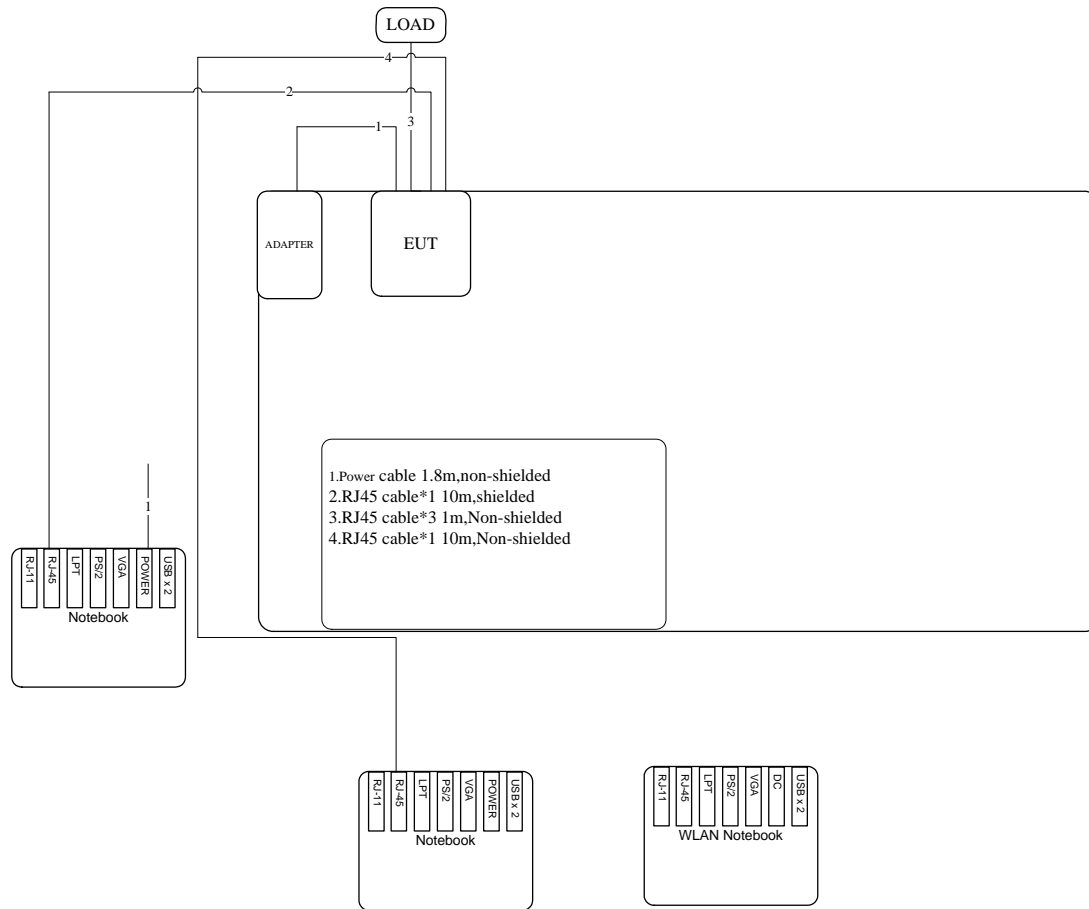 LOAD
4
2
1
3
ADAPTER
EUT
1.Power cable 1.8m,non-shielded
2.RJ45 cable*1 10m,shielded
3.RJ45 cable*3 1m,Non-shielded
4.RJ45 cable*1 10m,Non-shielded
1
RJ-11
RJ-45
LPT
PS/2
VGA
POWER
USB x 2
Notebook
RJ-11
RJ-45
LPT
PS/2
VGA
POWER
USB x 2
Notebook
RJ-11
RJ-45
LPT
PS/2
VGA
DC
USB x 2
WLAN Notebook